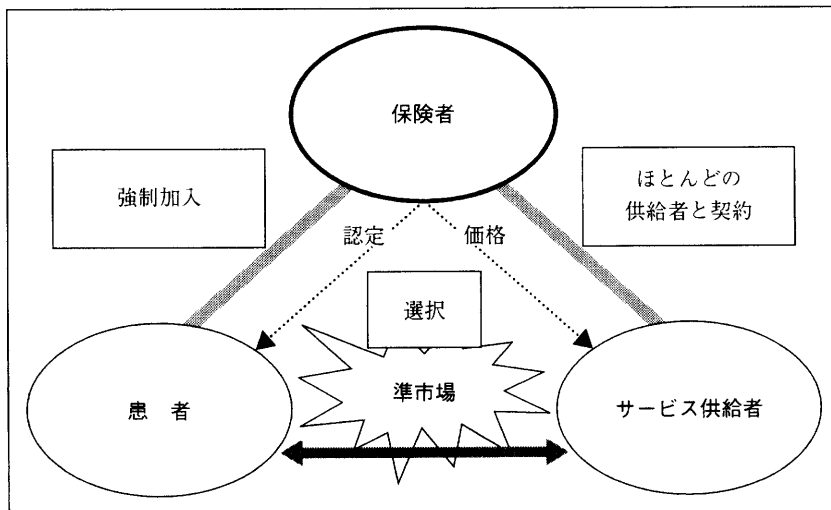 保険者
強制加入
ほとんどの
供給者と契約
認定
価格
選択
準市場
患 者
サービス供給者